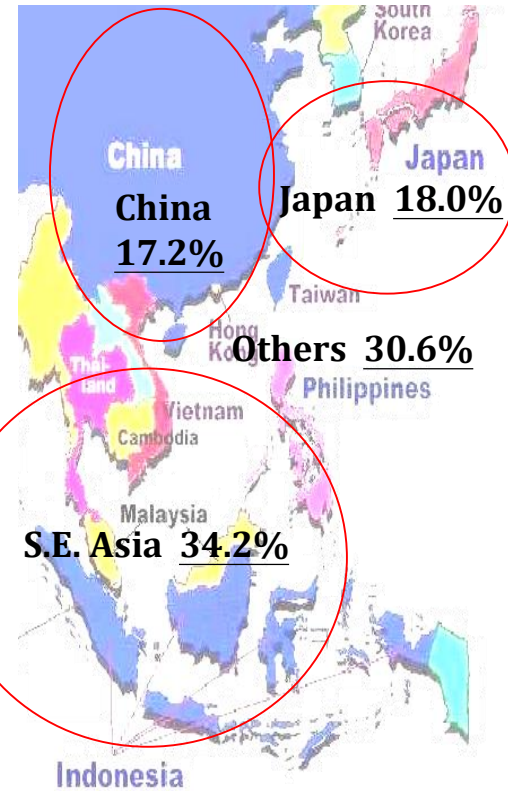 South
Korea
China
Japan
China
17.2%
Japan 18.0%
Taiwan
Hong
Kong
Others 30.6%
Thai-
land
Philippines
Vietnam
Cambodia
Malaysia
S.E. Asia 34.2%
Indonesia